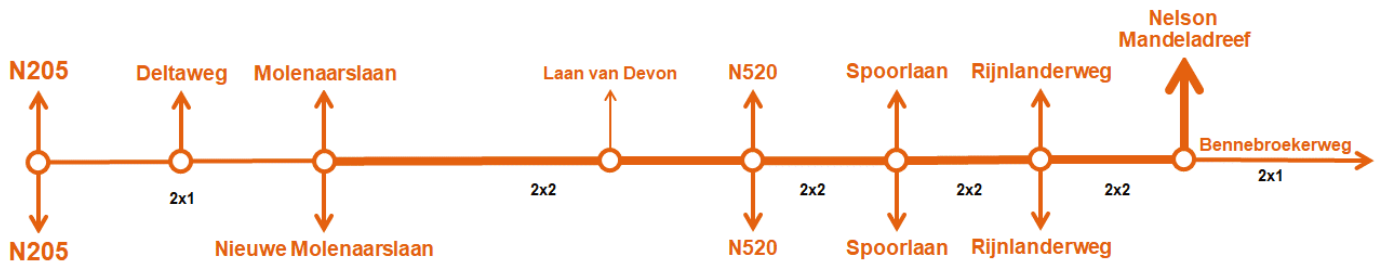 Nelson
Mandeladreef
N205
Deltaweg
Molenaarslaan
Laan van Devon
N520
Spoorlaan
Rijnlanderweg
Bennebroekerweg
2x1
2x2
2x2
2x2
2x2
2x1
N205
Nieuwe Molenaarslaan
N520
Spoorlaan
Rijnlanderweg